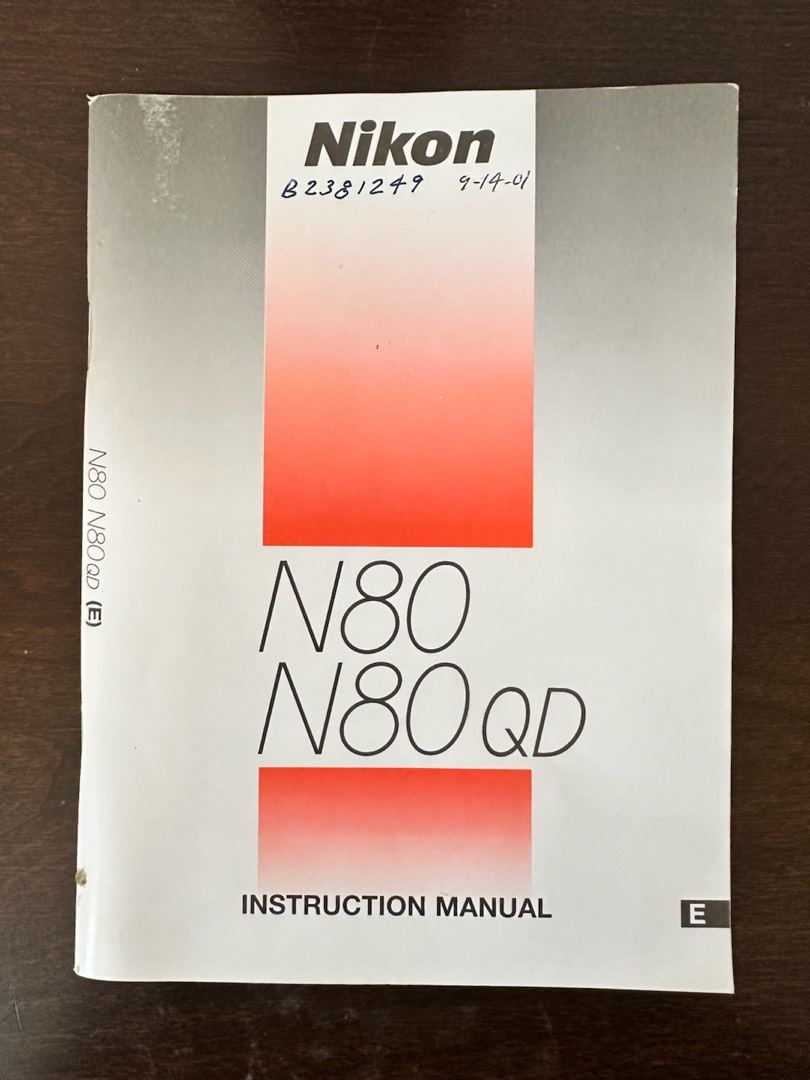 Nikon
B2381249 9-14-01
N80 N80QD (E)
N80
N80QD
INSTRUCTION MANUAL
E